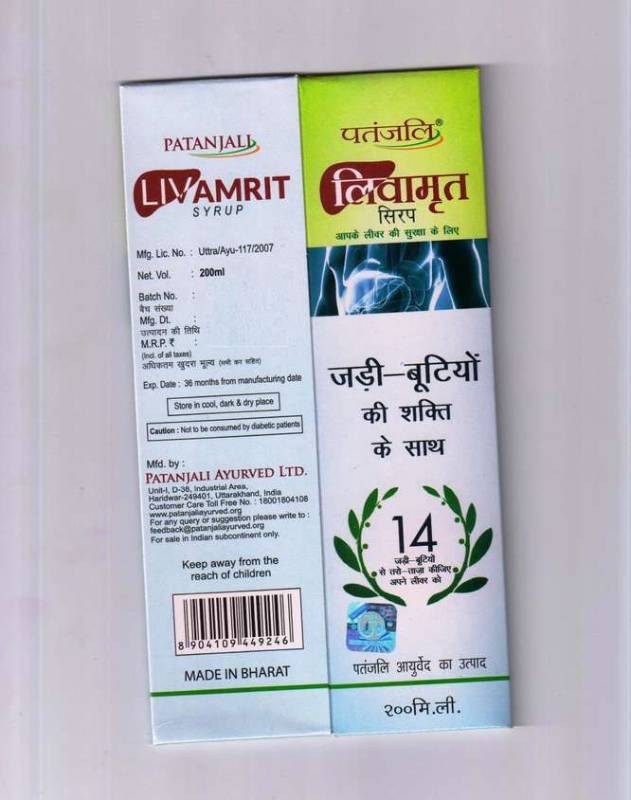 PATANJALI
LIVAMRIT
SYRUP
Mfg. Lic. No. : Uttra/Ayu-117/2007
Net. Vol. : 200ml
Batch No. :
बैच संख्या
Mfg. Dt. :
उत्पादन की तिथि
M.R.P. ₹ :
(Incl. of all taxes)
अधिकतम खुदरा मूल्य (सभी कर सहित)
Exp. Date : 36 months from manufacturing date
Store in cool, dark & dry place
Caution : Not to be consumed by diabetic patients
Mfd. by :
PATANJALI AYURVED LTD.
Unit-I, D-38, Industrial Area,
Haridwar-249401, Uttarakhand, India
Customer Care Toll Free No. : 18001804108
www.patanjaliayurved.org
For any query or suggestion please write to :
feedback@patanjaliayurved.org
For sale in Indian subcontinent only.
Keep away from the
reach of children
8 904109 449246
MADE IN BHARAT
पतंजलि®
लिवामृत
सिरप
आपके लीवर की सुरक्षा के लिए
जड़ी-बूटियों
की शक्ति
के साथ
14
जड़ी-बूटियों
से तरो-ताज़ा कीजिए
अपने लीवर को
पतंजलि आयुर्वेद का उत्पाद
२००मि.ली.